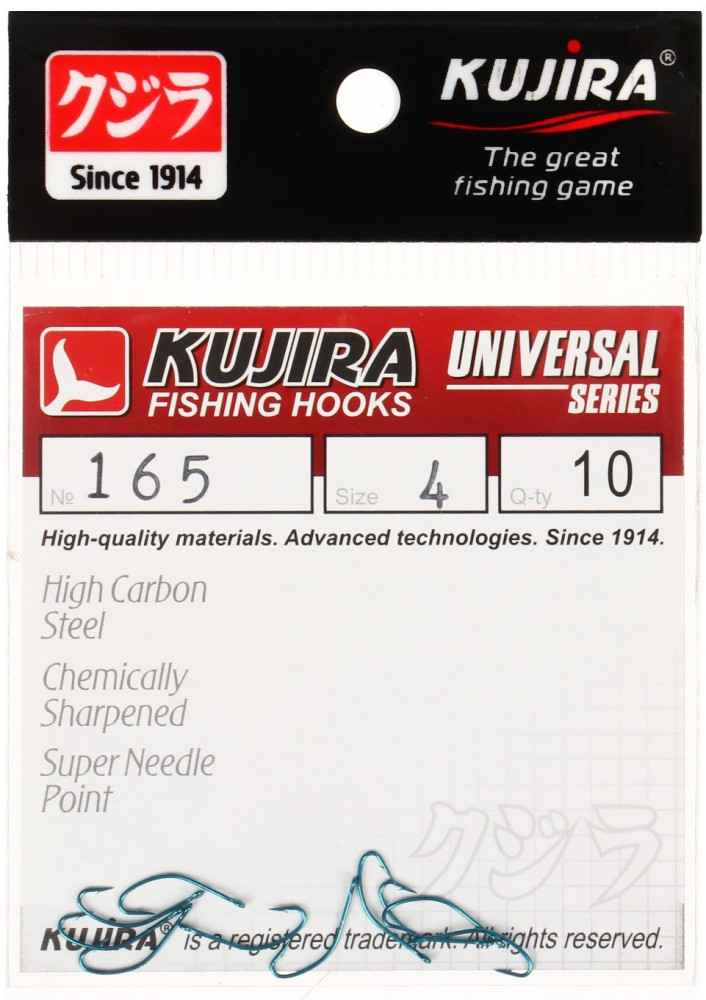 クジラ
Since 1914
KUJIRA®
The great
fishing game
KUJIRA
FISHING HOOKS
UNIVERSAL
SERIES
№ 165
Size 4
Q-ty 10
High-quality materials. Advanced technologies. Since 1914.
High Carbon
Steel
Chemically
Sharpened
Super Needle
Point
クジラ
KUJIRA® is a registered trademark. All rights reserved.